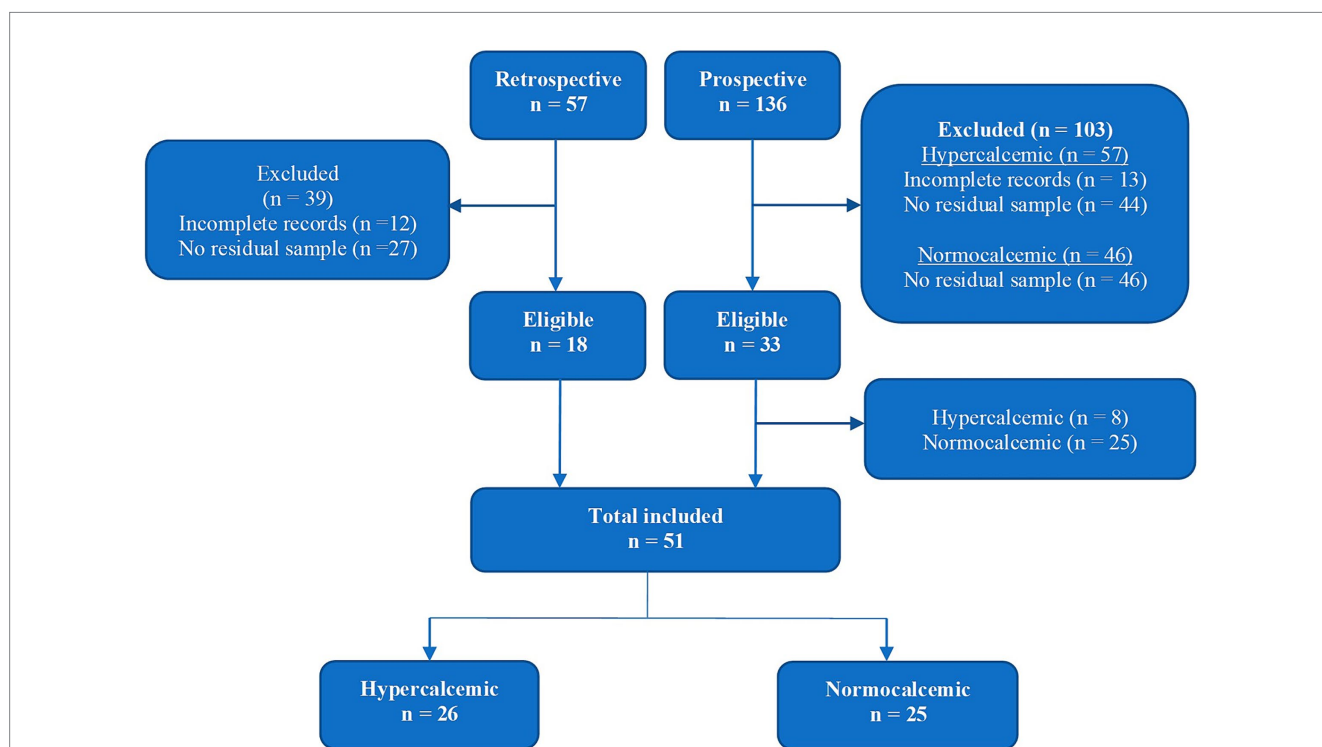 Retrospective
n = 57
Prospective
n = 136
Excluded
(n = 39)
Incomplete records (n =12)
No residual sample (n =27)
Excluded (n = 103)
Hypercalcemic (n = 57)
Incomplete records (n = 13)
No residual sample (n = 44)
Normocalcemic (n = 46)
No residual sample (n = 46)
Eligible
n = 18
Eligible
n = 33
Hypercalcemic (n = 8)
Normocalcemic (n = 25)
Total included
n = 51
Hypercalcemic
n = 26
Normocalcemic
n = 25